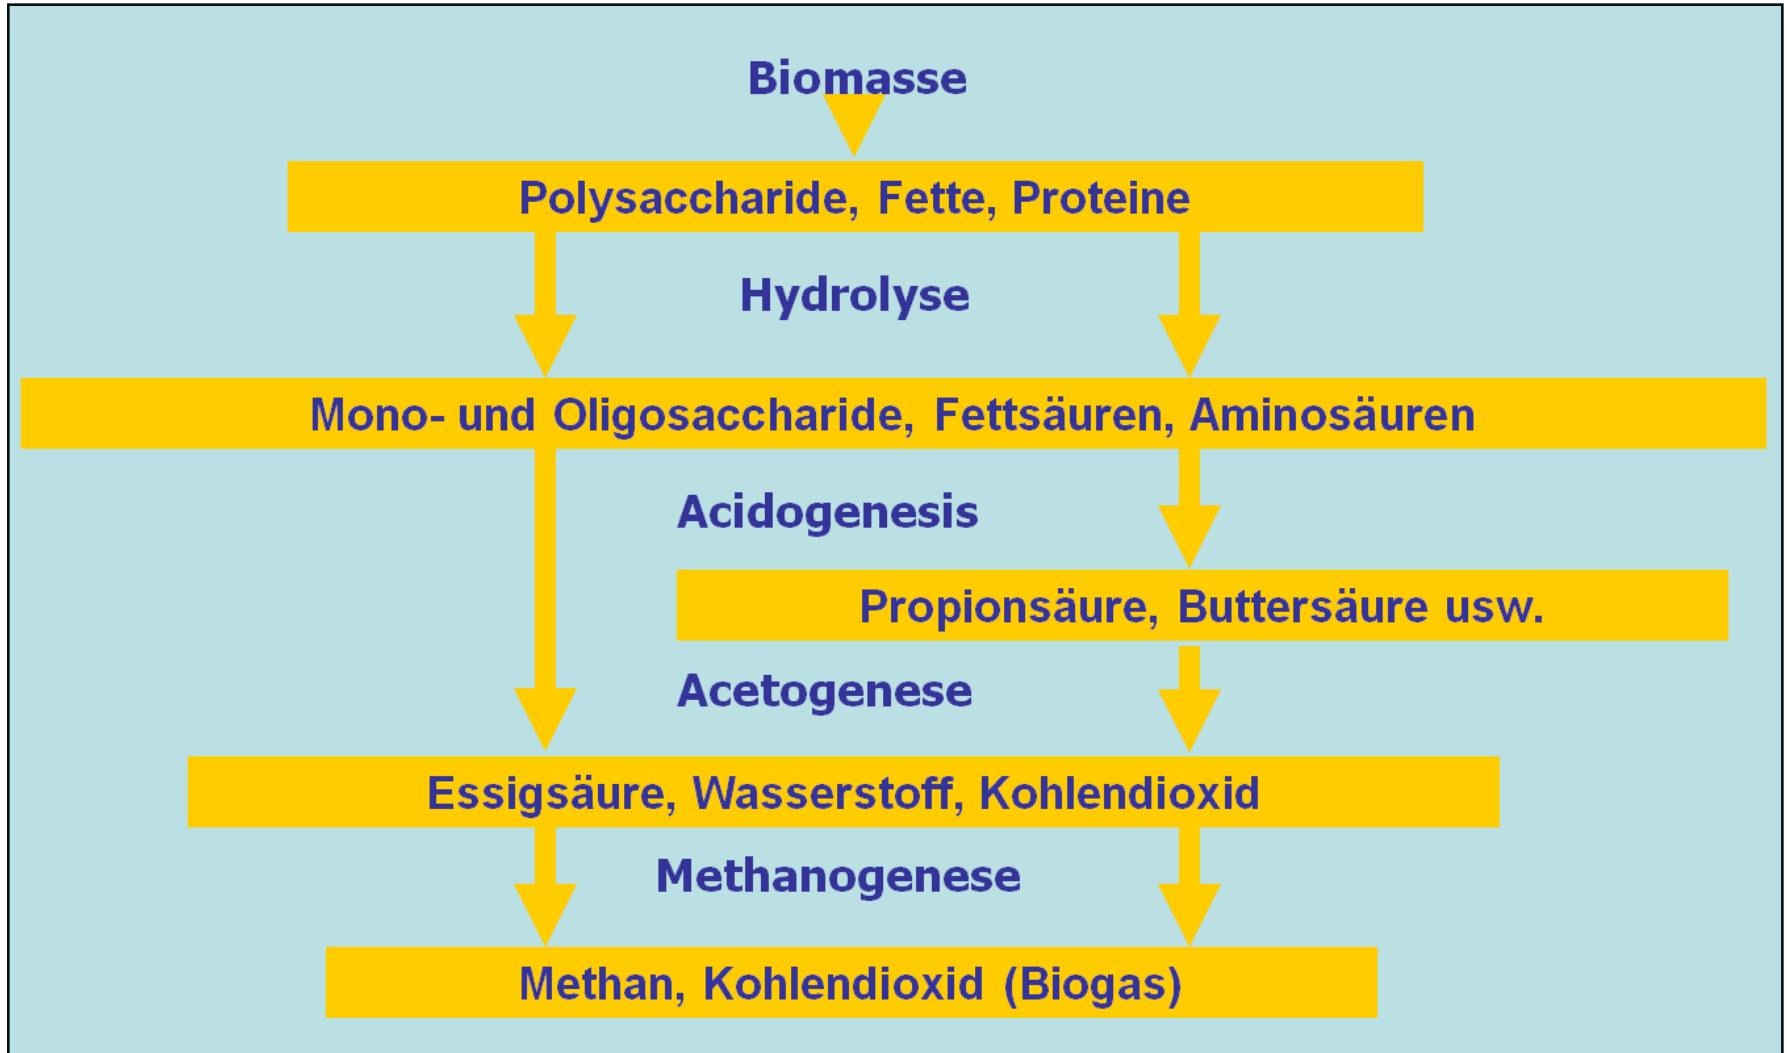 Biomasse
Polysaccharide, Fette, Proteine
Hydrolyse
Mono- und Oligosaccharide, Fettsäuren, Aminosäuren
Acidogenesis
Propionsäure, Buttersäure usw.
Acetogenese
Essigsäure, Wasserstoff, Kohlendioxid
Methanogenese
Methan, Kohlendioxid (Biogas)